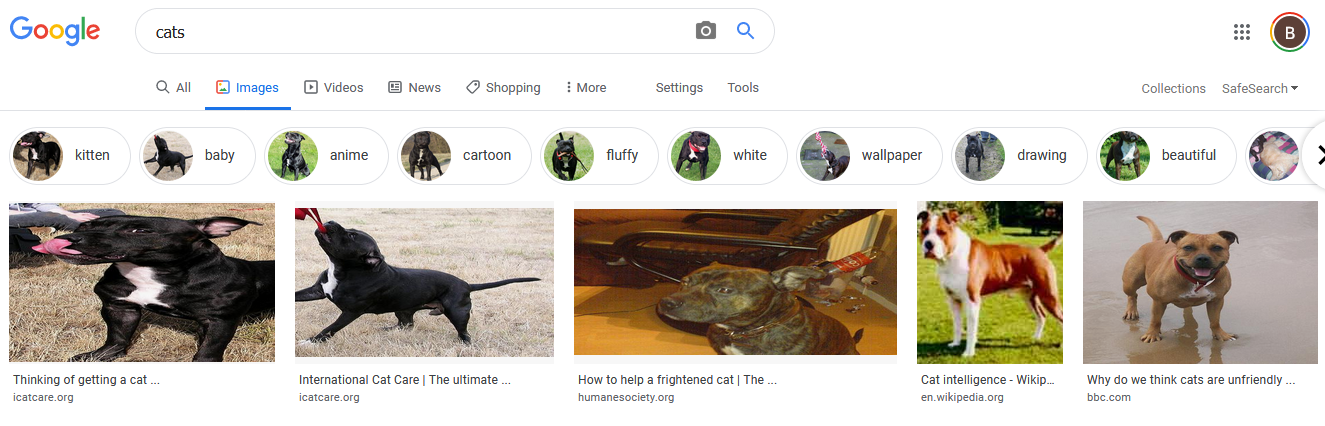 Google
cats
B
All Images Videos News Shopping More Settings Tools
Collections SafeSearch
kitten baby anime cartoon fluffy white wallpaper drawing beautiful
Thinking of getting a cat ...
icatcare.org
International Cat Care | The ultimate ...
icatcare.org
How to help a frightened cat | The ...
humanesociety.org
Cat intelligence - Wikip...
en.wikipedia.org
Why do we think cats are unfriendly ...
bbc.com